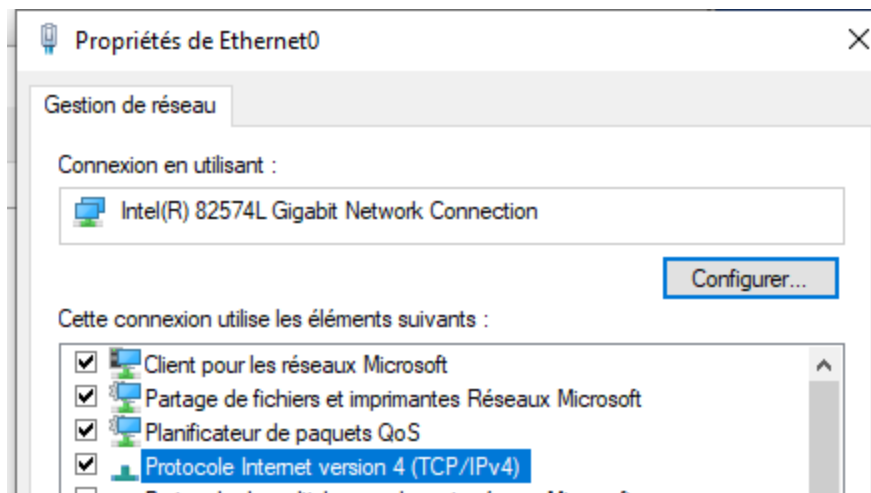 Propriétés de Ethernet0
Gestion de réseau
Connexion en utilisant :
Intel(R) 82574L Gigabit Network Connection
Configurer...
Cette connexion utilise les éléments suivants :
Client pour les réseaux Microsoft
Partage de fichiers et imprimantes Réseaux Microsoft
Planificateur de paquets QoS
Protocole Internet version 4 (TCP/IPv4)